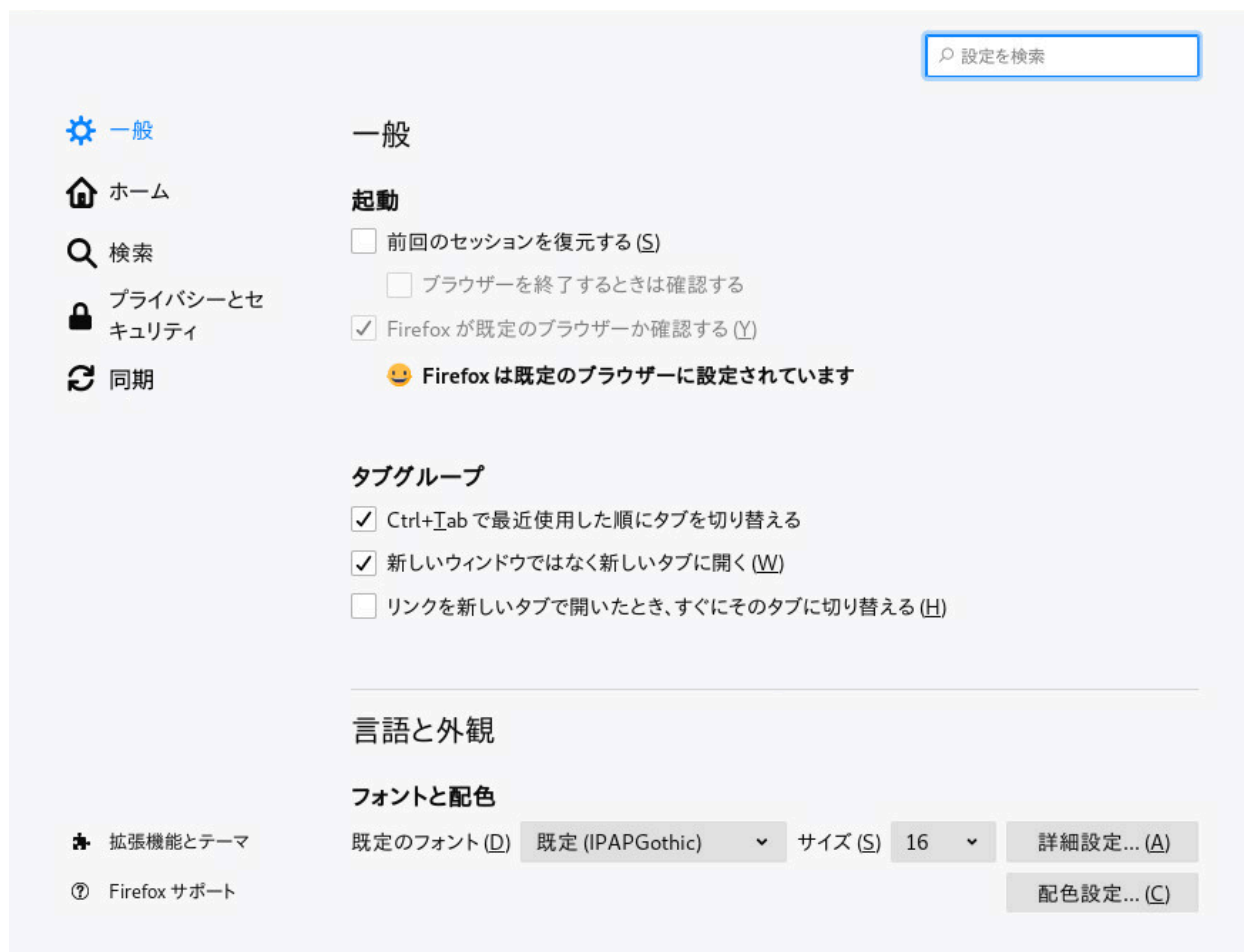 設定を検索
一般
ホーム
検索
プライバシーとセ
キュリティ
同期
一般
起動
前回のセッションを復元する (S)
ブラウザーを終了するときは確認する
Firefox が既定のブラウザーか確認する (Y)
Firefox は既定のブラウザーに設定されています
タブグループ
Ctrl+Tab で最近使用した順にタブを切り替える
新しいウィンドウではなく新しいタブに開く (W)
リンクを新しいタブで開いたとき、すぐにそのタブに切り替える (H)
言語と外観
フォントと配色
既定のフォント (D) 既定 (IPAPGothic) サイズ (S) 16 詳細設定... (A)
配色設定... (C)
拡張機能とテーマ
Firefox サポート